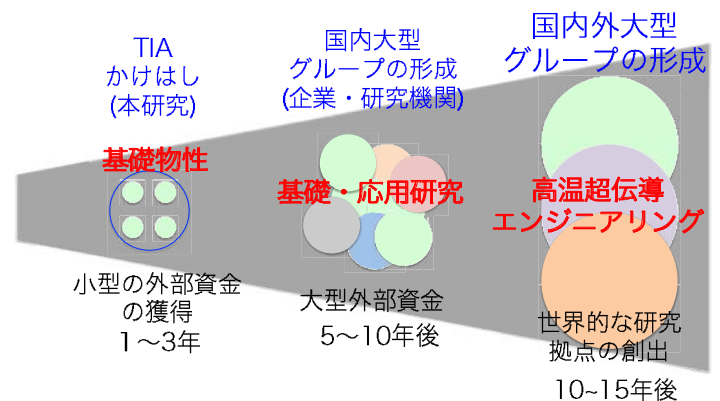 TIA
かけはし
(本研究)
基礎物性
小型の外部資金
の獲得
1〜3年
国内大型
グループの形成
(企業・研究機関)
基礎・応用研究
大型外部資金
5〜10年後
国内外大型
グループの形成
高温超伝導
エンジニアリング
世界的な研究
拠点の創出
10~15年後